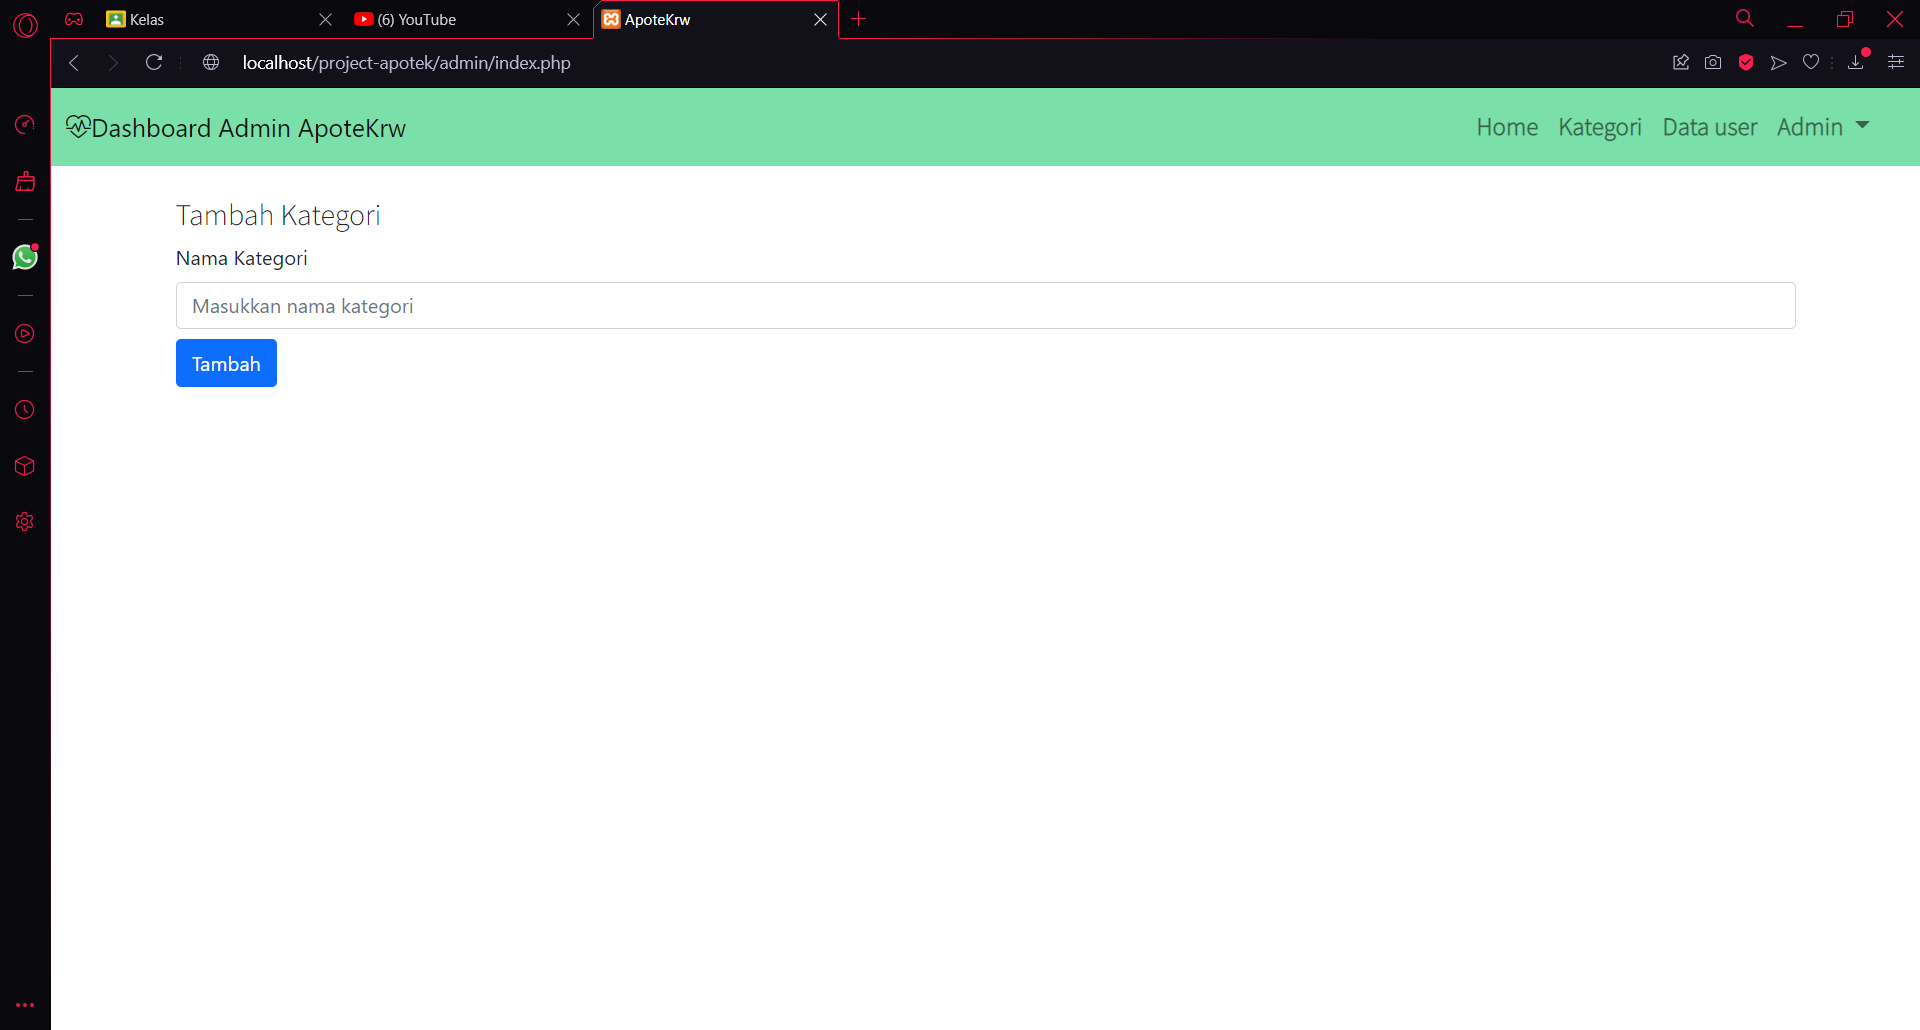 Kelas
(6) YouTube
ApoteKrw
localhost/project-apotek/admin/index.php
Dashboard Admin ApoteKrw
Home Kategori Data user Admin
Tambah Kategori
Nama Kategori
Masukkan nama kategori
Tambah